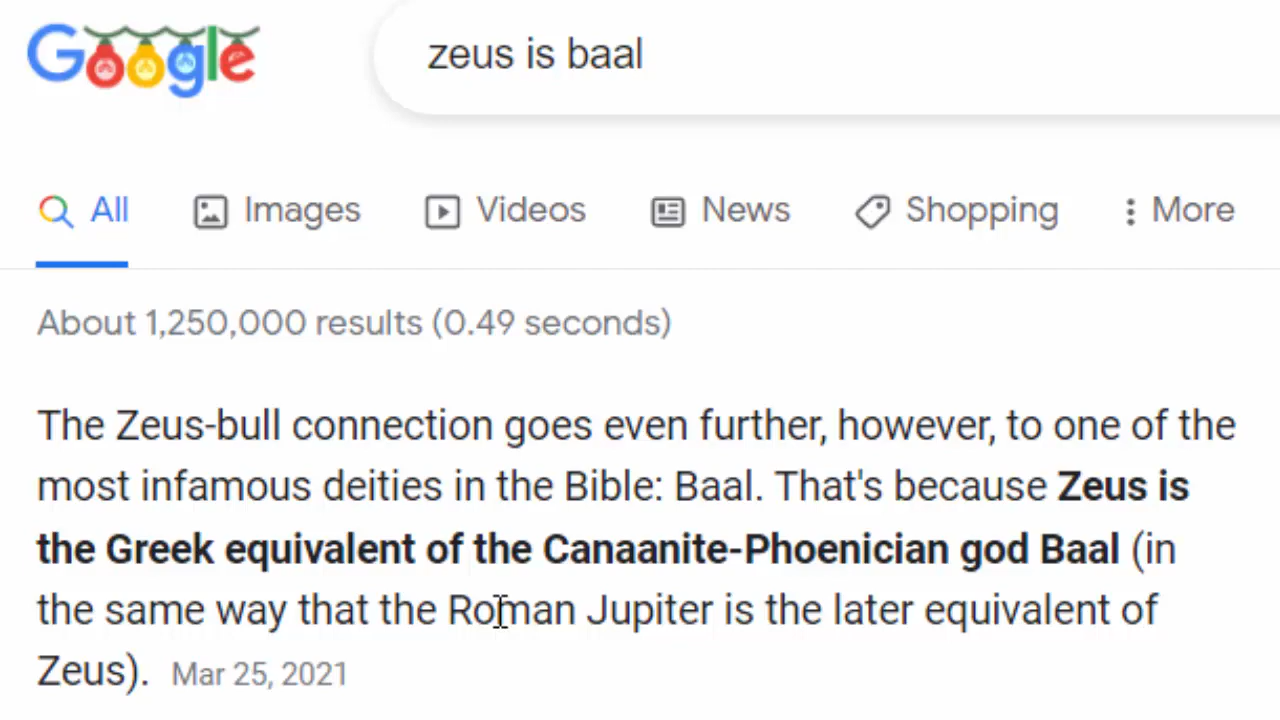 Google
zeus is baal
All Images Videos News Shopping More
About 1,250,000 results (0.49 seconds)
The Zeus-bull connection goes even further, however, to one of the
most infamous deities in the Bible: Baal. That's because Zeus is
the Greek equivalent of the Canaanite-Phoenician god Baal (in
the same way that the Roman Jupiter is the later equivalent of
Zeus). Mar 25, 2021